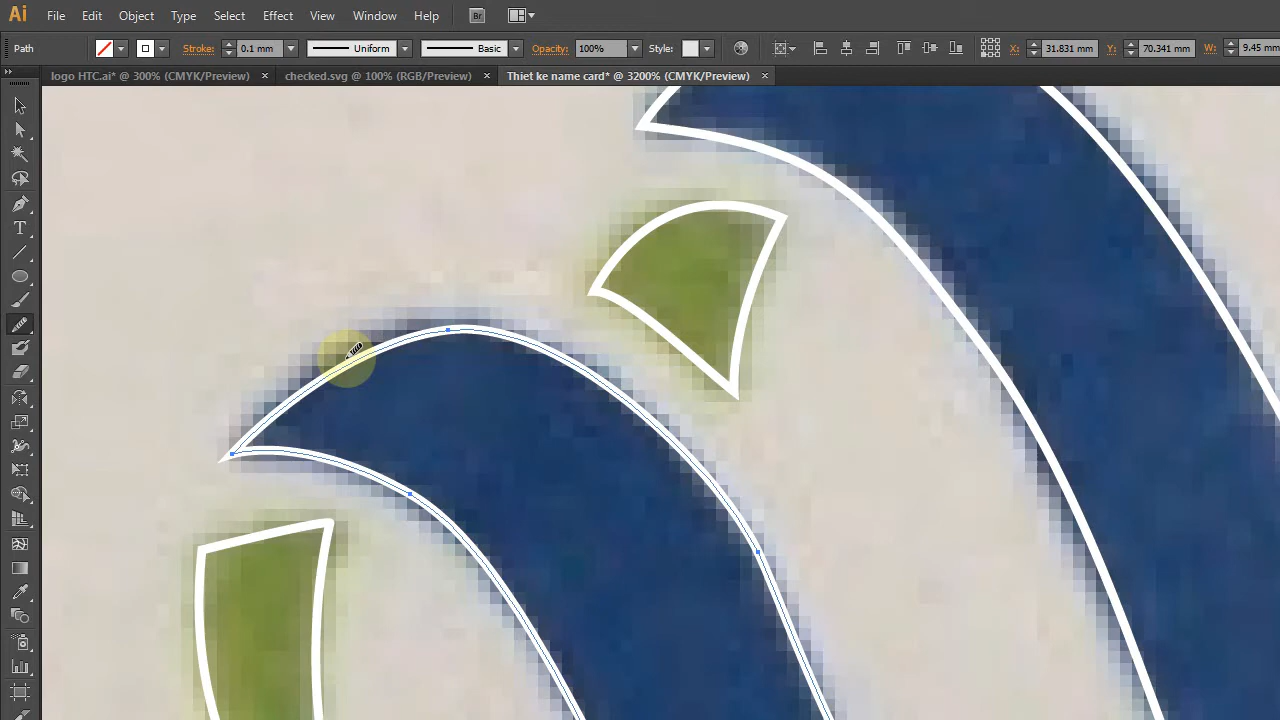 Ai File Edit Object Type Select Effect View Window Help Br
Path Stroke: 0.1 mm Uniform Basic Opacity: 100% Style: X: 31.831 mm Y: 70.341 mm W: 9.45 mm
logo HTC.ai* @ 300% (CMYK/Preview) × checked.svg @ 100% (RGB/Preview) × Thiet ke name card* @ 3200% (CMYK/Preview) ×